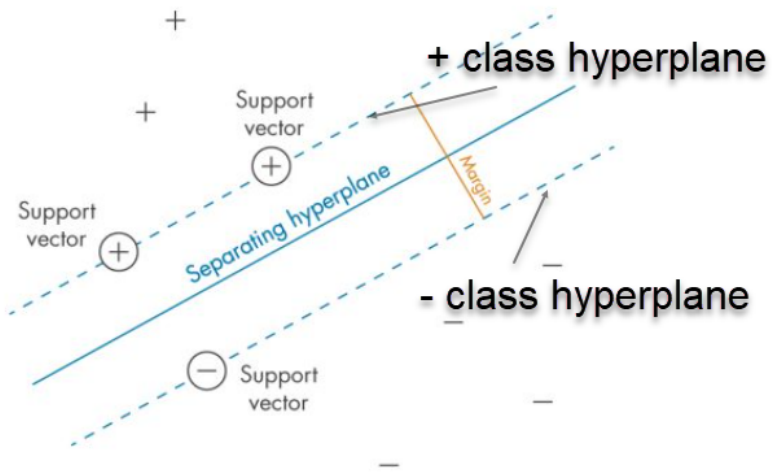 +
+ class hyperplane
+
Support
vector
+
Margin
Separating hyperplane
Support
vector
+
−
- class hyperplane
−
− Support
vector
−
−